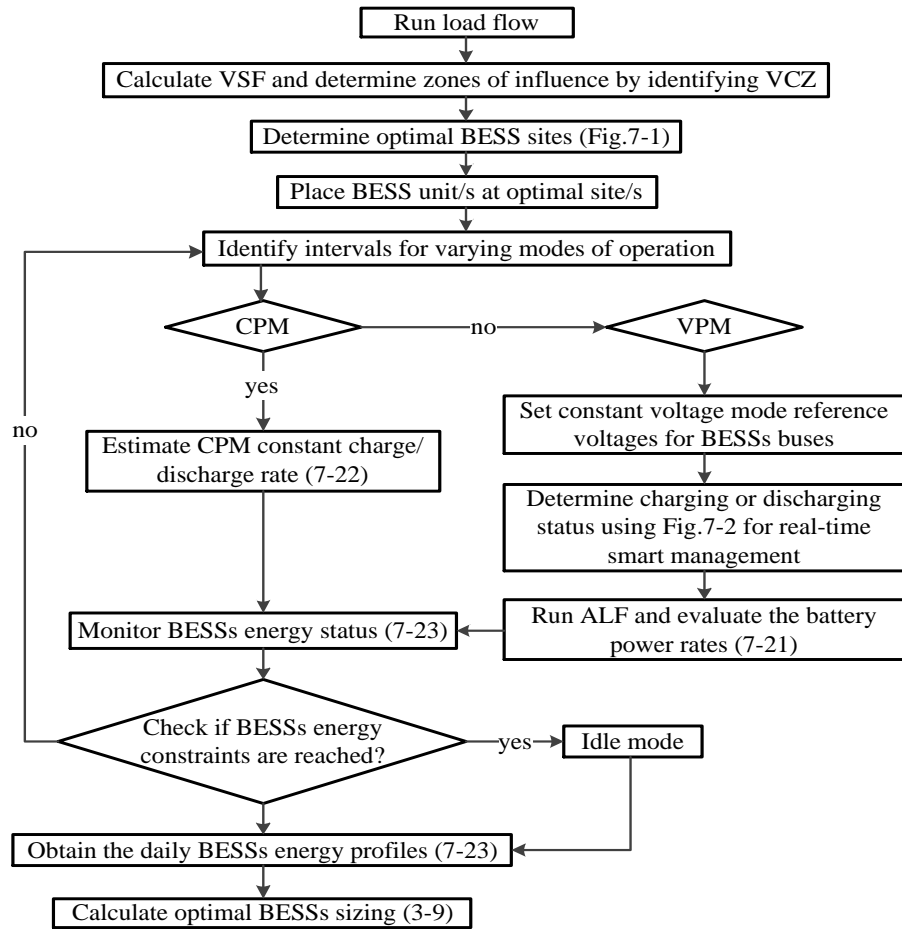 Run load flow
Calculate VSF and determine zones of influence by identifying VCZ
Determine optimal BESS sites (Fig.7-1)
Place BESS unit/s at optimal site/s
Identify intervals for varying modes of operation
CPM
no
VPM
yes
no
Set constant voltage mode reference
voltages for BESSs buses
Estimate CPM constant charge/
discharge rate (7-22)
Determine charging or discharging
status using Fig.7-2 for real-time
smart management
Monitor BESSs energy status (7-23)
Run ALF and evaluate the battery
power rates (7-21)
Check if BESSs energy
constraints are reached?
yes
Idle mode
Obtain the daily BESSs energy profiles (7-23)
Calculate optimal BESSs sizing (3-9)